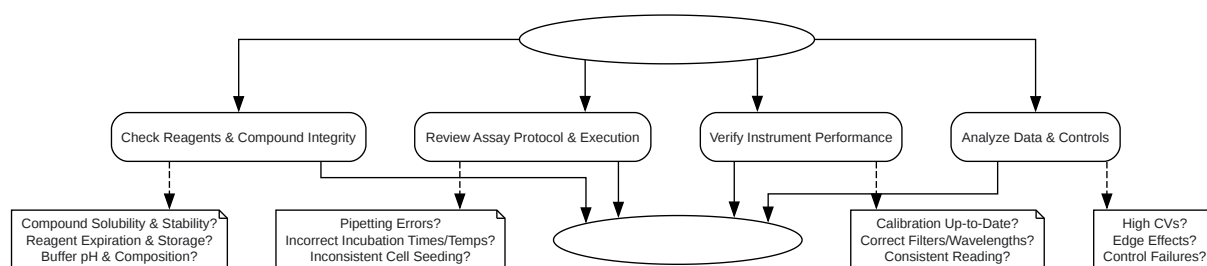 Check Reagents & Compound Integrity
Review Assay Protocol & Execution
Verify Instrument Performance
Analyze Data & Controls
Compound Solubility & Stability?
Reagent Expiration & Storage?
Buffer pH & Composition?
Pipetting Errors?
Incorrect Incubation Times/Temps?
Inconsistent Cell Seeding?
Calibration Up-to-Date?
Correct Filters/Wavelengths?
Consistent Reading?
High CVs?
Edge Effects?
Control Failures?